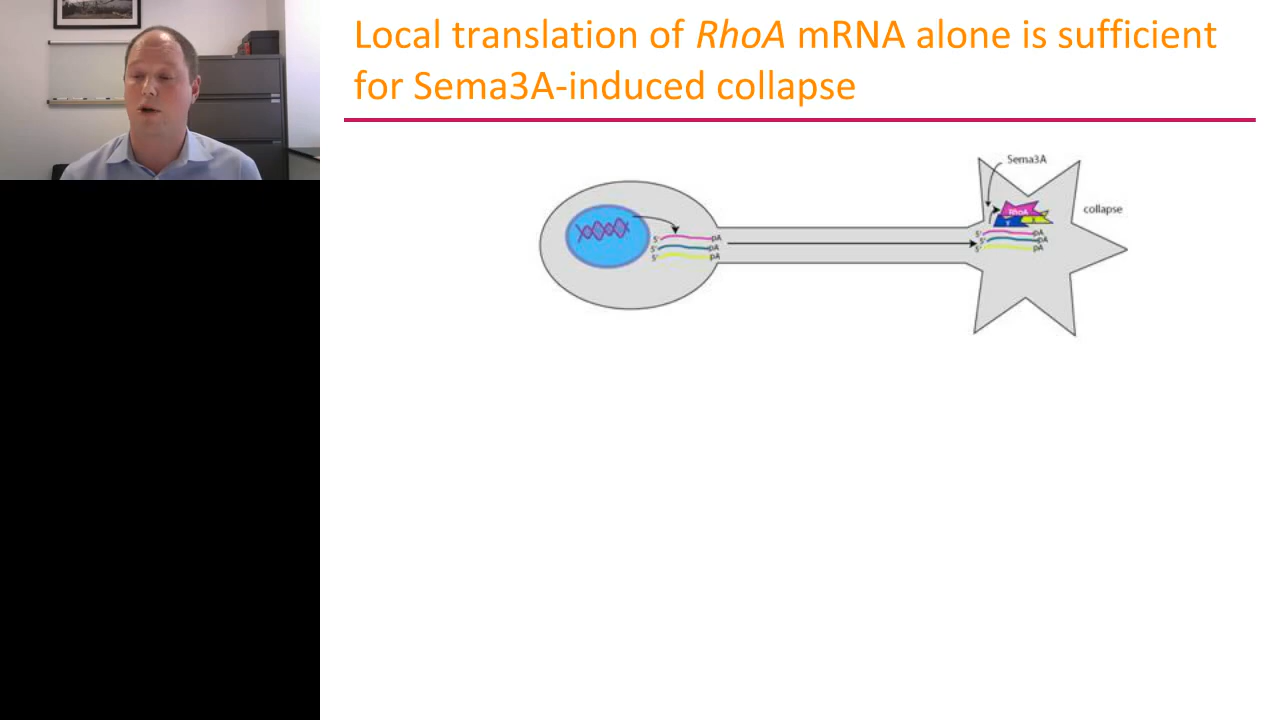 Local translation of RhoA mRNA alone is sufficient
for Sema3A-induced collapse
Sema3A
collapse
RhoA
Y
X
5'
pA
5'
pA
5'
pA
5'
pA
5'
pA
5'
pA